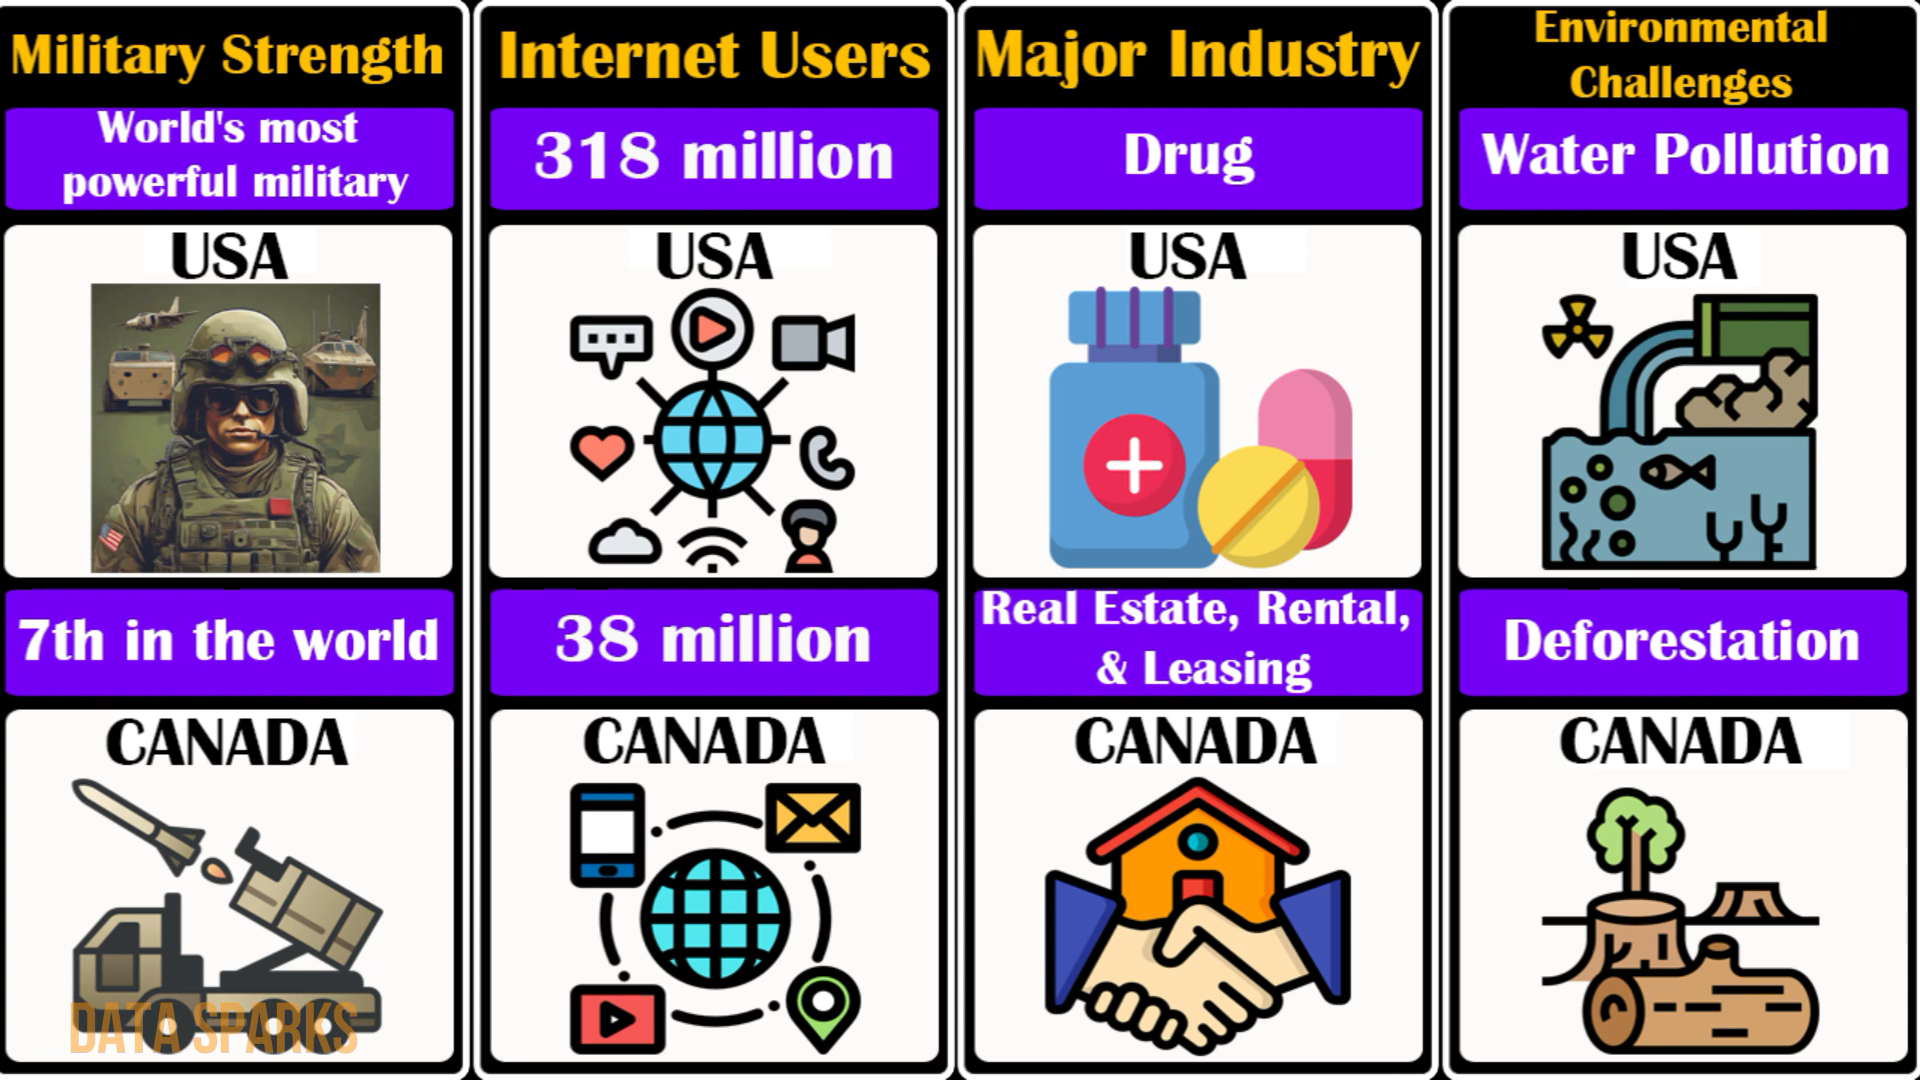 Military Strength
World's most
powerful military
USA
7th in the world
CANADA
DATA SPARKS
Internet Users
318 million
USA
38 million
CANADA
Major Industry
Drug
USA
Real Estate, Rental,
& Leasing
CANADA
Environmental
Challenges
Water Pollution
USA
Deforestation
CANADA